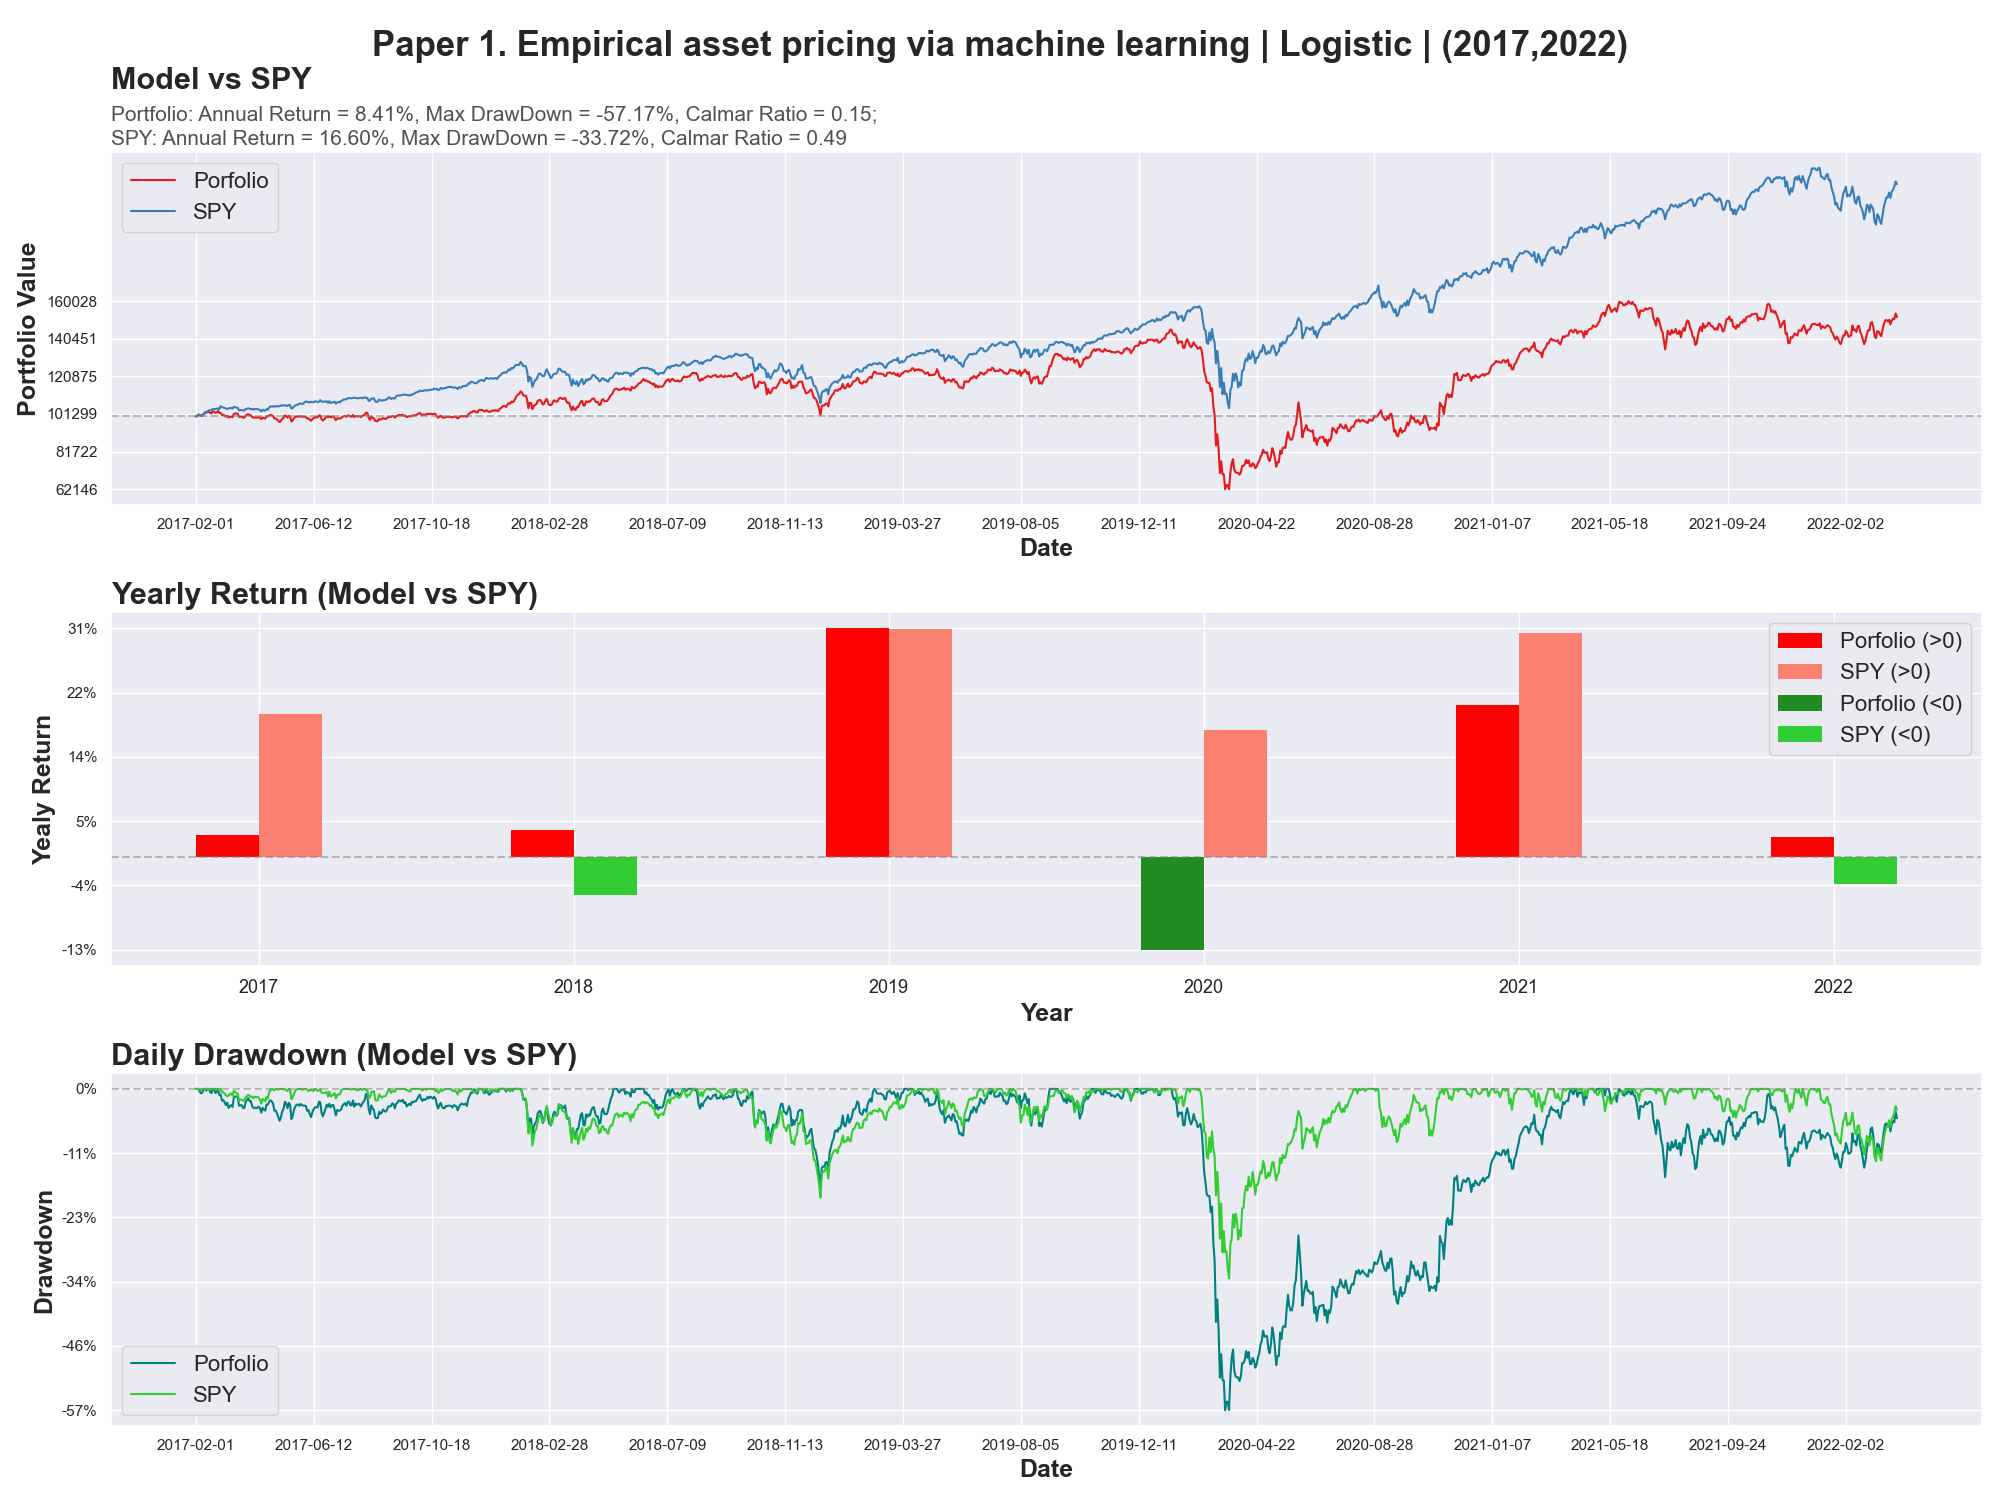 Paper 1. Empirical asset pricing via machine learning | Logistic | (2017,2022)
Model vs SPY
Portfolio: Annual Return = 8.41%, Max DrawDown = -57.17%, Calmar Ratio = 0.15;
SPY: Annual Return = 16.60%, Max DrawDown = -33.72%, Calmar Ratio = 0.49
Porfolio
SPY
Portfolio Value
160028
140451
120875
101299
81722
62146
2017-02-01 2017-06-12 2017-10-18 2018-02-28 2018-07-09 2018-11-13 2019-03-27 2019-08-05 2019-12-11 2020-04-22 2020-08-28 2021-01-07 2021-05-18 2021-09-24 2022-02-02
Date
Yearly Return (Model vs SPY)
Porfolio (>0)
SPY (>0)
Porfolio (<0)
SPY (<0)
Yealy Return
31%
22%
14%
5%
-4%
-13%
2017 2018 2019 2020 2021 2022
Year
Daily Drawdown (Model vs SPY)
Drawdown
0%
-11%
-23%
-34%
-46%
-57%
Porfolio
SPY
2017-02-01 2017-06-12 2017-10-18 2018-02-28 2018-07-09 2018-11-13 2019-03-27 2019-08-05 2019-12-11 2020-04-22 2020-08-28 2021-01-07 2021-05-18 2021-09-24 2022-02-02
Date